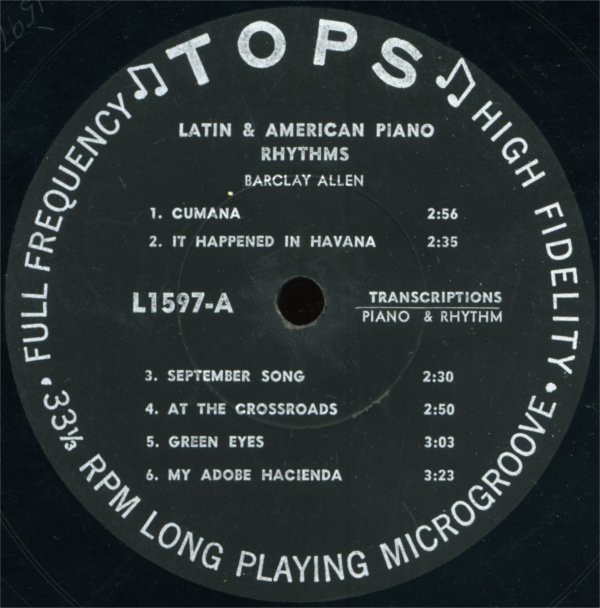 TOPS
LATIN & AMERICAN PIANO
RHYTHMS
BARCLAY ALLEN
1. CUMANA 2:56
2. IT HAPPENED IN HAVANA 2:35
L1597-A
TRANSCRIPTIONS
PIANO & RHYTHM
3. SEPTEMBER SONG 2:30
4. AT THE CROSSROADS 2:50
5. GREEN EYES 3:03
6. MY ADOBE HACIENDA 3:23
FULL FREQUENCY
HIGH FIDELITY
• 33⅓ RPM LONG PLAYING MICROGROOVE •